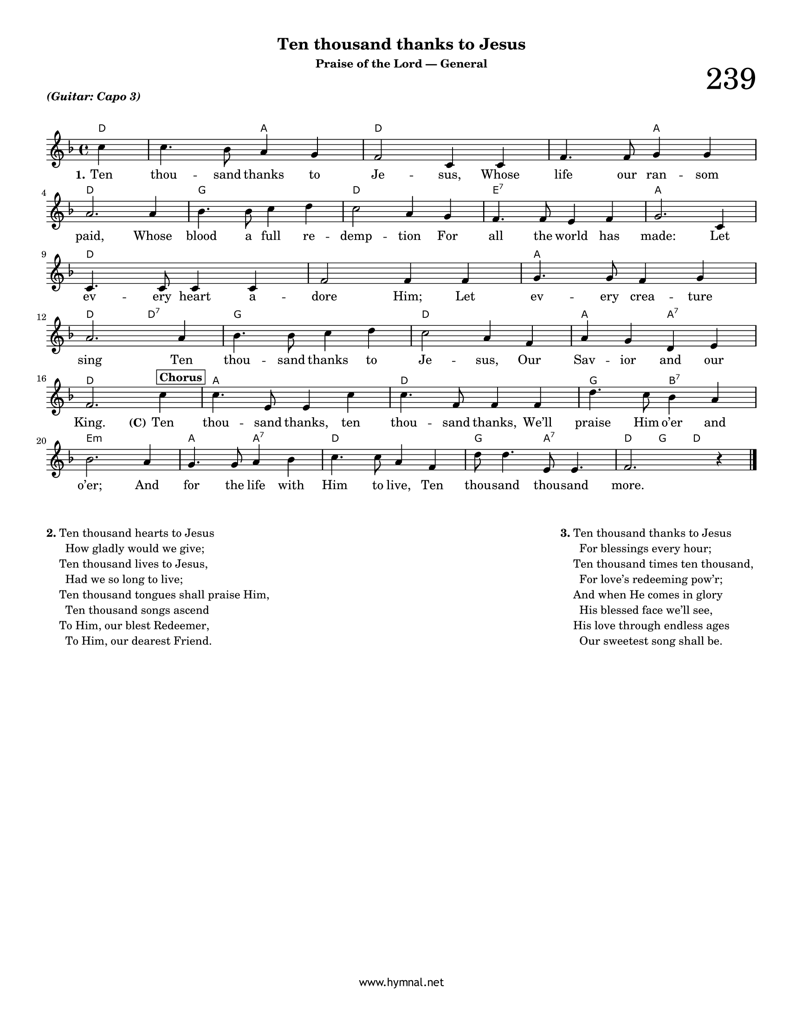 Ten thousand thanks to Jesus
Praise of the Lord — General
239
(Guitar: Capo 3)
D A D A
1. Ten thou - sand thanks to Je - sus, Whose life our ran - som
4 D G D E7 A
paid, Whose blood a full re - demp - tion For all the world has made: Let
9 D A
ev - ery heart a - dore Him; Let ev - ery crea - ture
12 D D7 G D A A7
sing Ten thou - sand thanks to Je - sus, Our Sav - ior and our
16 D Chorus A D G B7
King. (C) Ten thou - sand thanks, ten thou - sand thanks, We'll praise Him o'er and
20 Em A A7 D G A7 D G D
o'er; And for the life with Him to live, Ten thousand thousand more.
2. Ten thousand hearts to Jesus
How gladly would we give;
Ten thousand lives to Jesus,
Had we so long to live;
Ten thousand tongues shall praise Him,
Ten thousand songs ascend
To Him, our blest Redeemer,
To Him, our dearest Friend.
3. Ten thousand thanks to Jesus
For blessings every hour;
Ten thousand times ten thousand,
For love's redeeming pow'r;
And when He comes in glory
His blessed face we'll see,
His love through endless ages
Our sweetest song shall be.
www.hymnal.net